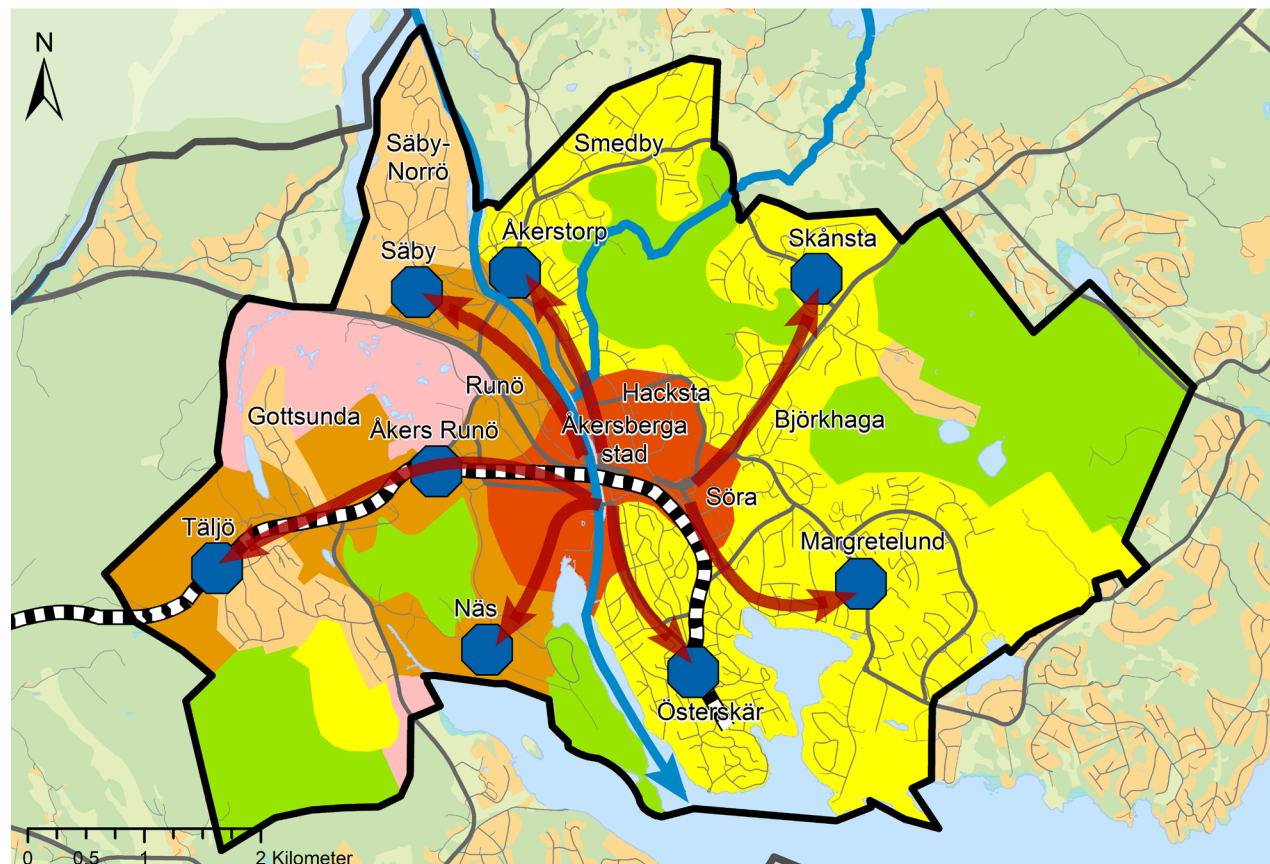 N
Säby-
Norrö
Smedby
Åkerstorp
Skånsta
Säby
Runö
Hacksta
Gottsunda
Åkers Runö
Åkersberga
stad
Björkhaga
Söra
Täljö
Margretelund
Näs
Österskär
0 0,5 1 2 Kilometer